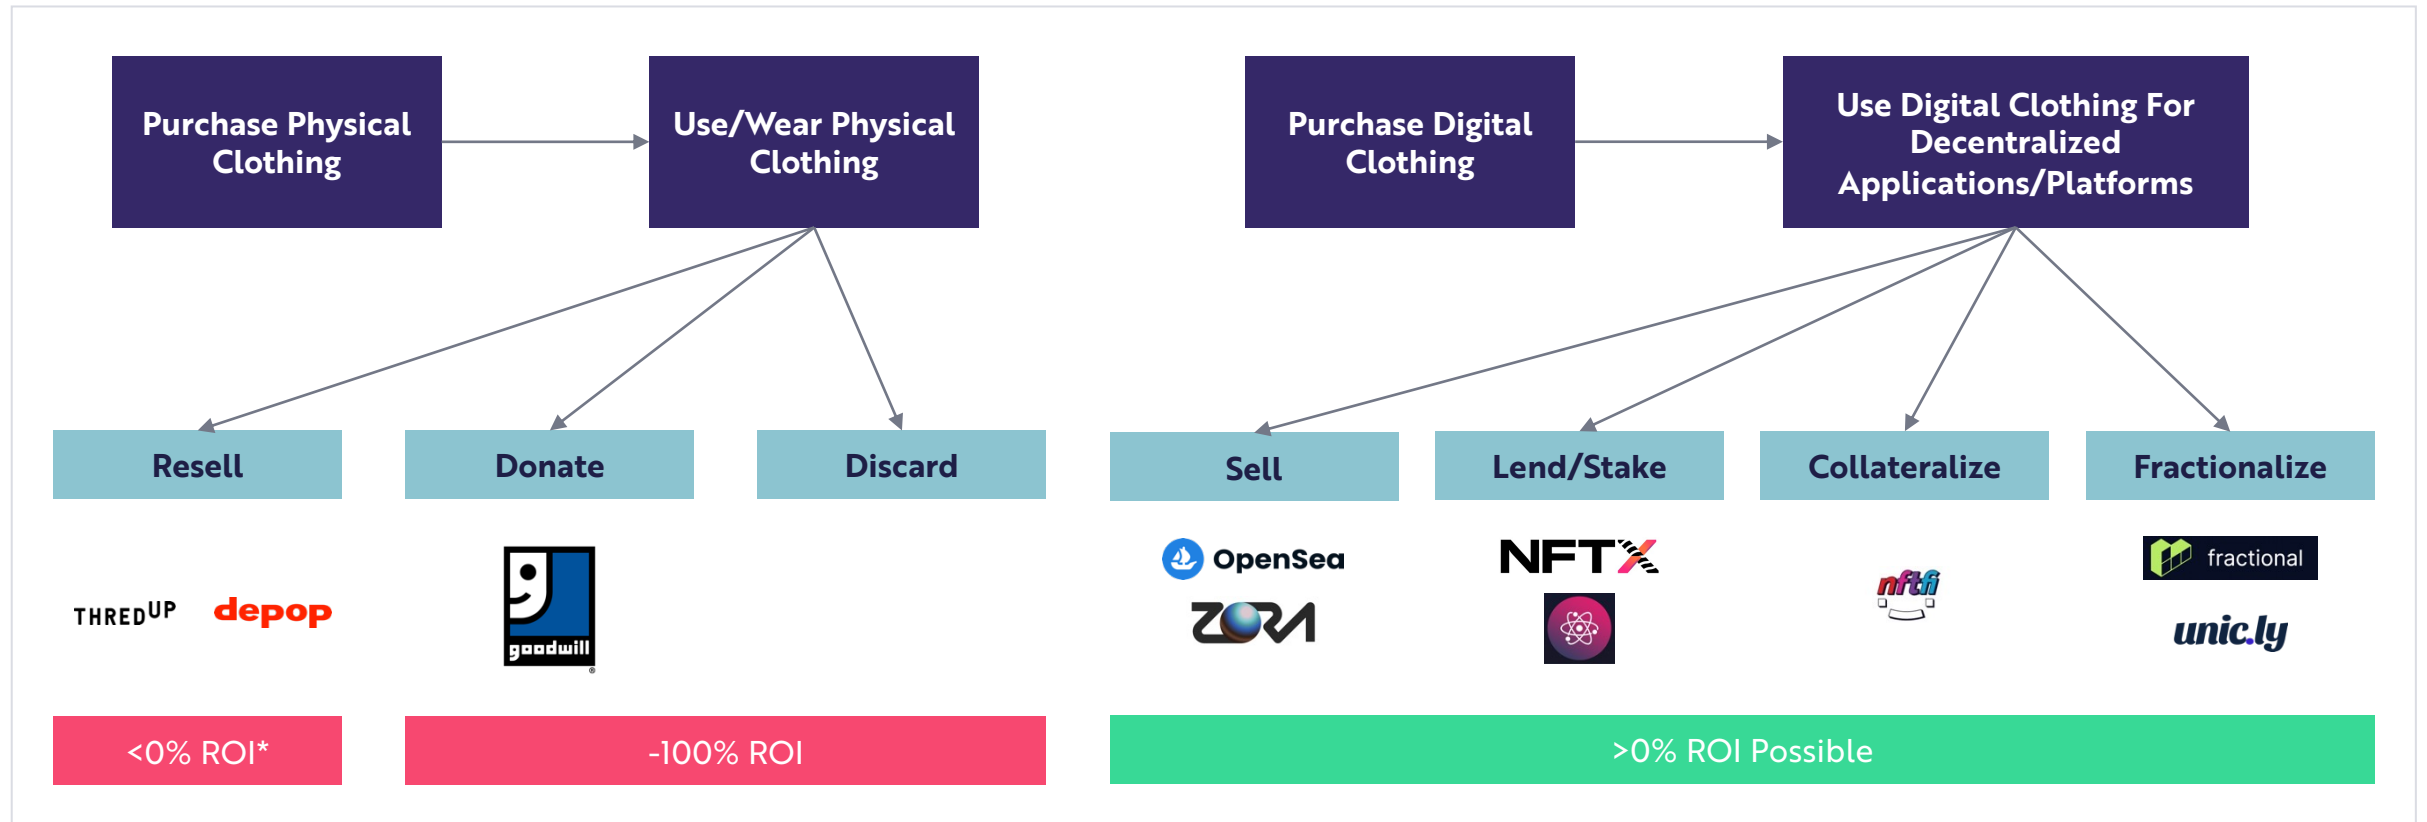 Purchase Physical
Clothing
Use/Wear Physical
Clothing
Purchase Digital
Clothing
Use Digital Clothing For
Decentralized
Applications/Platforms
Resell
Donate
Discard
Sell
Lend/Stake
Collateralize
Fractionalize
THREDUP
depop
goodwill
®
OpenSea
ZORA
NFTX
nftfi
fractional
unic.ly
<0% ROI*
-100% ROI
>0% ROI Possible